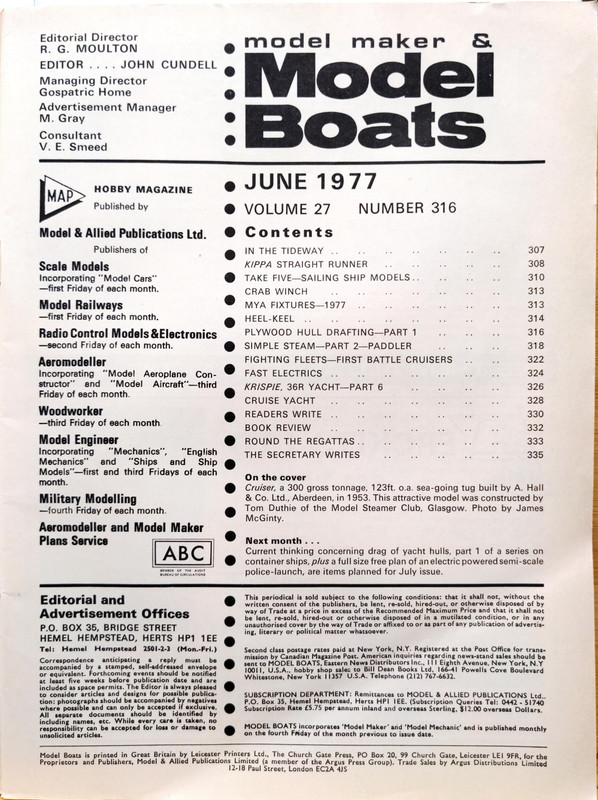 Editorial Director
R. G. MOULTON
EDITOR .... JOHN CUNDELL
Managing Director
Gospatric Home
Advertisement Manager
M. Gray
Consultant
V. E. Smeed
model maker &
Model
Boats
MAP
HOBBY MAGAZINE
Published by
Model & Allied Publications Ltd.
Publishers of
Scale Models
Incorporating "Model Cars"
—first Friday of each month.
Model Railways
—first Friday of each month.
Radio Control Models & Electronics
—second Friday of each month.
Aeromodeller
Incorporating "Model Aeroplane Con-
structor" and "Model Aircraft"—third
Friday of each month.
Woodworker
—third Friday of each month.
Model Engineer
Incorporating "Mechanics", "English
Mechanics" and "Ships and Ship
Models"—first and third Fridays of each
month.
Military Modelling
—fourth Friday of each month.
Aeromodeller and Model Maker
Plans Service
ABC
MEMBER OF THE AUDIT
BUREAU OF CIRCULATIONS
JUNE 1977
VOLUME 27 NUMBER 316
Contents
IN THE TIDEWAY .. .. .. .. .. .. 307
KIPPA STRAIGHT RUNNER .. .. .. .. 308
TAKE FIVE—SAILING SHIP MODELS .. .. .. 310
CRAB WINCH .. .. .. .. .. .. 313
MYA FIXTURES—1977 .. .. .. .. .. 313
HEEL-KEEL .. .. .. .. .. .. 314
PLYWOOD HULL DRAFTING—PART 1 .. .. .. 316
SIMPLE STEAM—PART 2—PADDLER .. .. .. 318
FIGHTING FLEETS—FIRST BATTLE CRUISERS .. .. 322
FAST ELECTRICS .. .. .. .. .. .. 324
KRISPIE, 36R YACHT—PART 6 .. .. .. .. 326
CRUISE YACHT .. .. .. .. .. .. 328
READERS WRITE .. .. .. .. .. .. 330
BOOK REVIEW .. .. .. .. .. .. 332
ROUND THE REGATTAS .. .. .. .. .. 333
THE SECRETARY WRITES .. .. .. .. 335
On the cover
Cruiser, a 300 gross tonnage, 123ft. o.a. sea-going tug built by A. Hall
& Co. Ltd., Aberdeen, in 1953. This attractive model was constructed by
Tom Duthie of the Model Steamer Club, Glasgow. Photo by James
McGinty.
Next month . . .
Current thinking concerning drag of yacht hulls, part 1 of a series on
container ships, plus a full size free plan of an electric powered semi-scale
police-launch, are items planned for July issue.
Editorial and
Advertisement Offices
P.O. BOX 35, BRIDGE STREET
HEMEL HEMPSTEAD, HERTS HP1 1EE
Tel: Hemel Hempstead 2501-2-3 (Mon.-Fri.)
Correspondence anticipating a reply must be
accompanied by a stamped, self-addressed envelope
or equivalent. Forthcoming events should be notified
at least five weeks before publication date and are
included as space permits. The Editor is always pleased
to consider articles and designs for possible publica-
tion: photographs should be accompanied by negatives
where possible and can only be accepted if exclusive.
All separate documents should be identified by
including names, etc. While every care is taken, no
responsibility can be accepted for loss or damage to
unsolicited articles.
This periodical is sold subject to the following conditions: that it shall not, without the
written consent of the publishers, be lent, re-sold, hired-out, or otherwise disposed of by
way of Trade at a price in excess of the Recommended Maximum Price and that it shall not
be lent, re-sold, hired-out or otherwise disposed of in a mutilated condition, or in any
unauthorised cover by way of Trade or affixed to or as part of any publication of advertis-
ing, literary or political matter whatsoever.
Second class postage rates paid at New York, N.Y. Registered at the Post Office for trans-
mission by Canadian Magazine Post. American inquiries regarding news-stand sales should be
sent to MODEL BOATS, Eastern News Distributors Inc., 111 Eighth Avenue, New York, N.Y
10011, U.S.A., hobby shop sales to Bill Dean Books Ltd, 166-41 Powells Cove Boulevard
Whitestone, New York 11357 U.S.A. Telephone (212) 767-6632.
SUBSCRIPTION DEPARTMENT: Remittances to MODEL & ALLIED PUBLICATIONS Ltd.,
P.O. Box 35, Hemel Hempstead, Herts HP1 1EE. (Subscription Queries Tel: 0442 - 51740
Subscription Rate £5.75 per annum inland and overseas Sterling, $12.00 overseas Dollars.
MODEL BOATS incorporates 'Model Maker' and 'Model Mechanic' and is published monthly
on the fourth Friday of the month previous to issue date.
Model Boats is printed in Great Britain by Leicester Printers Ltd., The Church Gate Press, PO Box 20, 99 Church Gate, Leicester LE1 9FR, for the
Proprietors and Publishers, Model & Allied Publications Limited (a member of the Argus Press Group). Trade Sales by Argus Distributions Limited
12-18 Paul Street, London EC2A 4JS